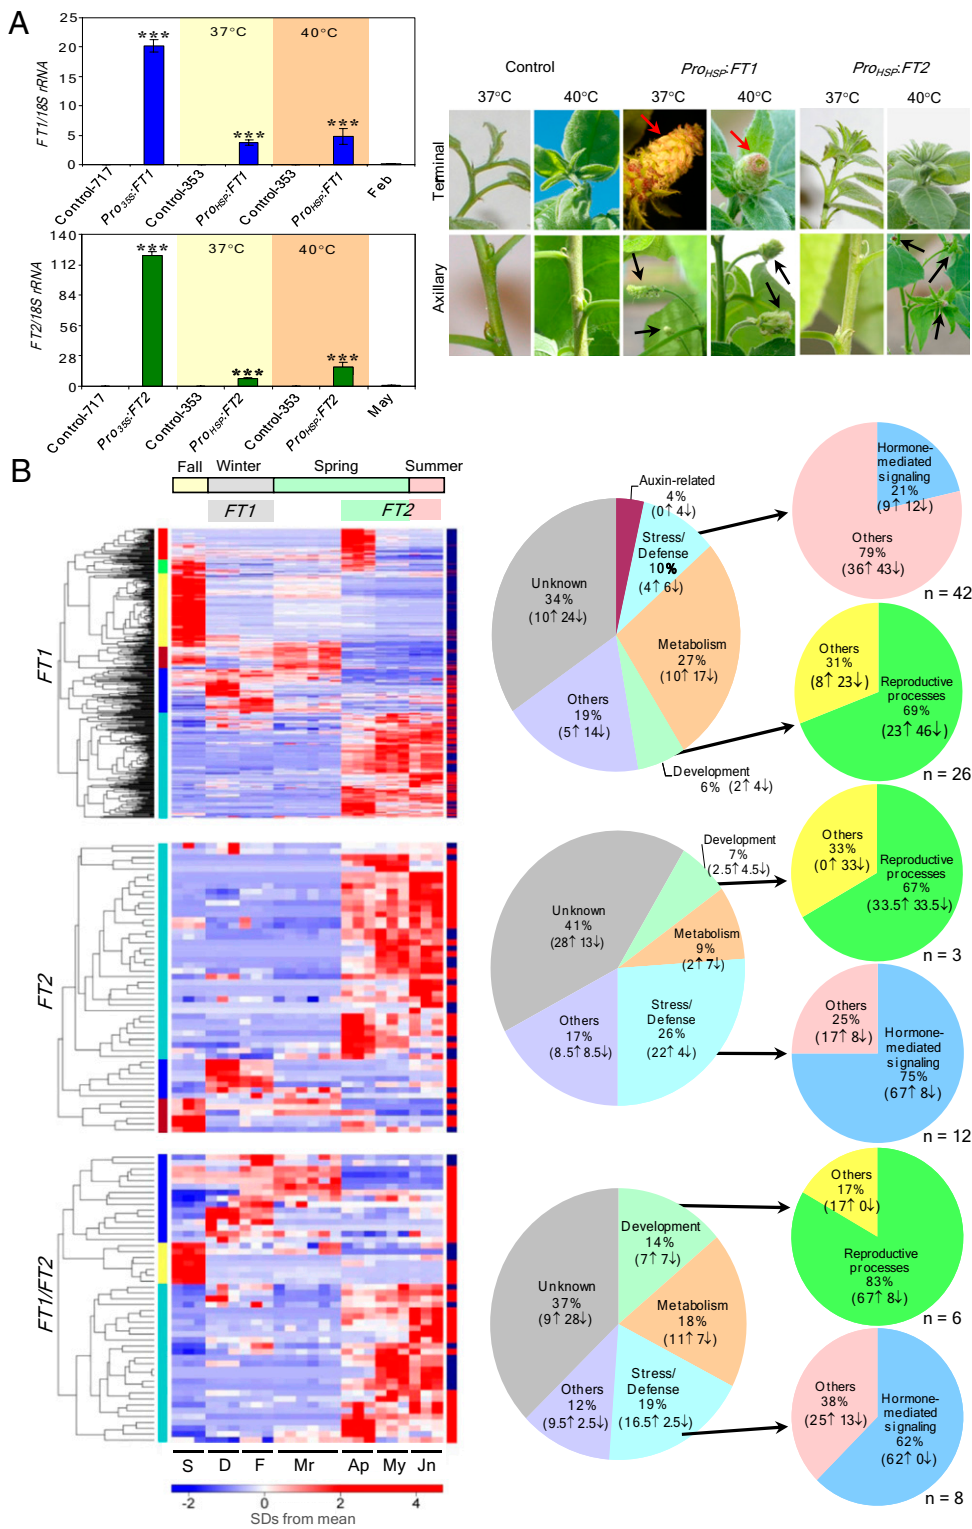 A
25
20
15
10
5
0
FT1/18S rRNA
37°C
40°C
***
***
***
Control-717
Pro35S:FT1
Control-353
ProHSP:FT1
Control-353
ProHSP:FT1
Feb
140
112
84
56
28
0
FT2/18S rRNA
37°C
40°C
***
***
***
Control-717
Pro35S:FT2
Control-353
ProHSP:FT2
Control-353
ProHSP:FT2
May
Control
ProHSP:FT1
ProHSP:FT2
37°C
40°C
37°C
40°C
37°C
40°C
Terminal
Axillary
B
Fall
Winter
Spring
Summer
FT1
FT2
FT1
FT2
FT1/FT2
S
D
F
Mr
Ap
My
Jn
-2
0
2
4
SDs from mean
Auxin-related
4%
(0↑ 4↓)
Stress/
Defense
10%
(4↑ 6↓)
Metabolism
27%
(10↑ 17↓)
Development
6% (2↑ 4↓)
Others
19%
(5↑ 14↓)
Unknown
34%
(10↑ 24↓)
Hormone-
mediated
signaling
21%
(9↑ 12↓)
Others
79%
(36↑ 43↓)
n = 42
Others
31%
(8↑ 23↓)
Reproductive
processes
69%
(23↑ 46↓)
n = 26
Development
7%
(2.5↑ 4.5↓)
Metabolism
9%
(2↑ 7↓)
Stress/
Defense
26%
(22↑ 4↓)
Others
17%
(8.5↑ 8.5↓)
Unknown
41%
(28↑ 13↓)
Others
33%
(0↑ 33↓)
Reproductive
processes
67%
(33.5↑ 33.5↓)
n = 3
Others
25%
(17↑ 8↓)
Hormone-
mediated
signaling
75%
(67↑ 8↓)
n = 12
Development
14%
(7↑ 7↓)
Metabolism
18%
(11↑ 7↓)
Stress/
Defense
19%
(16.5↑ 2.5↓)
Others
12%
(9.5↑ 2.5↓)
Unknown
37%
(9↑ 28↓)
Others
17%
(17↑ 0↓)
Reproductive
processes
83%
(67↑ 8↓)
n = 6
Others
38%
(25↑ 13↓)
Hormone-
mediated
signaling
62%
(62↑ 0↓)
n = 8